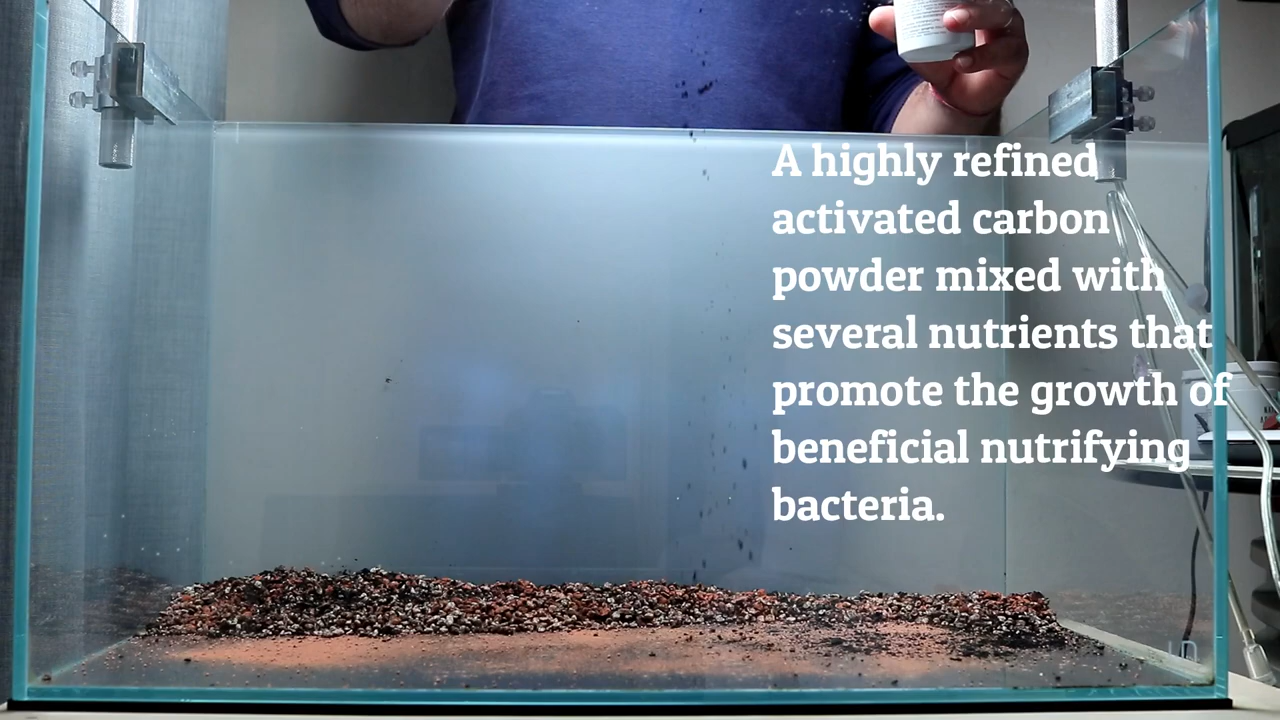 A highly refined
activated carbon
powder mixed with
several nutrients that
promote the growth of
beneficial nutrifying
bacteria.